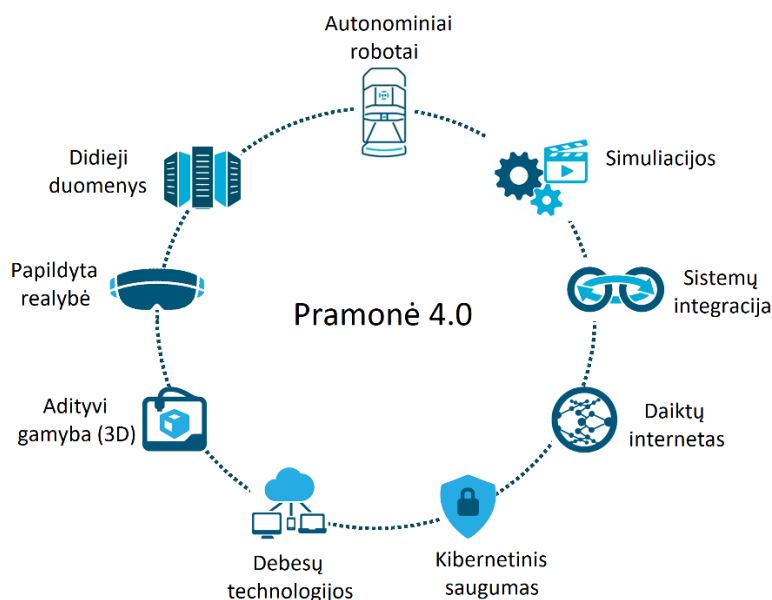 Autonominiai
robotai
Simuliacijos
Sistemų
integracija
Daiktų
internetas
Kibernetinis
saugumas
Debesų
technologijos
Adityvi
gamyba (3D)
Papildyta
realybė
Didieji
duomenys
Pramonė 4.0